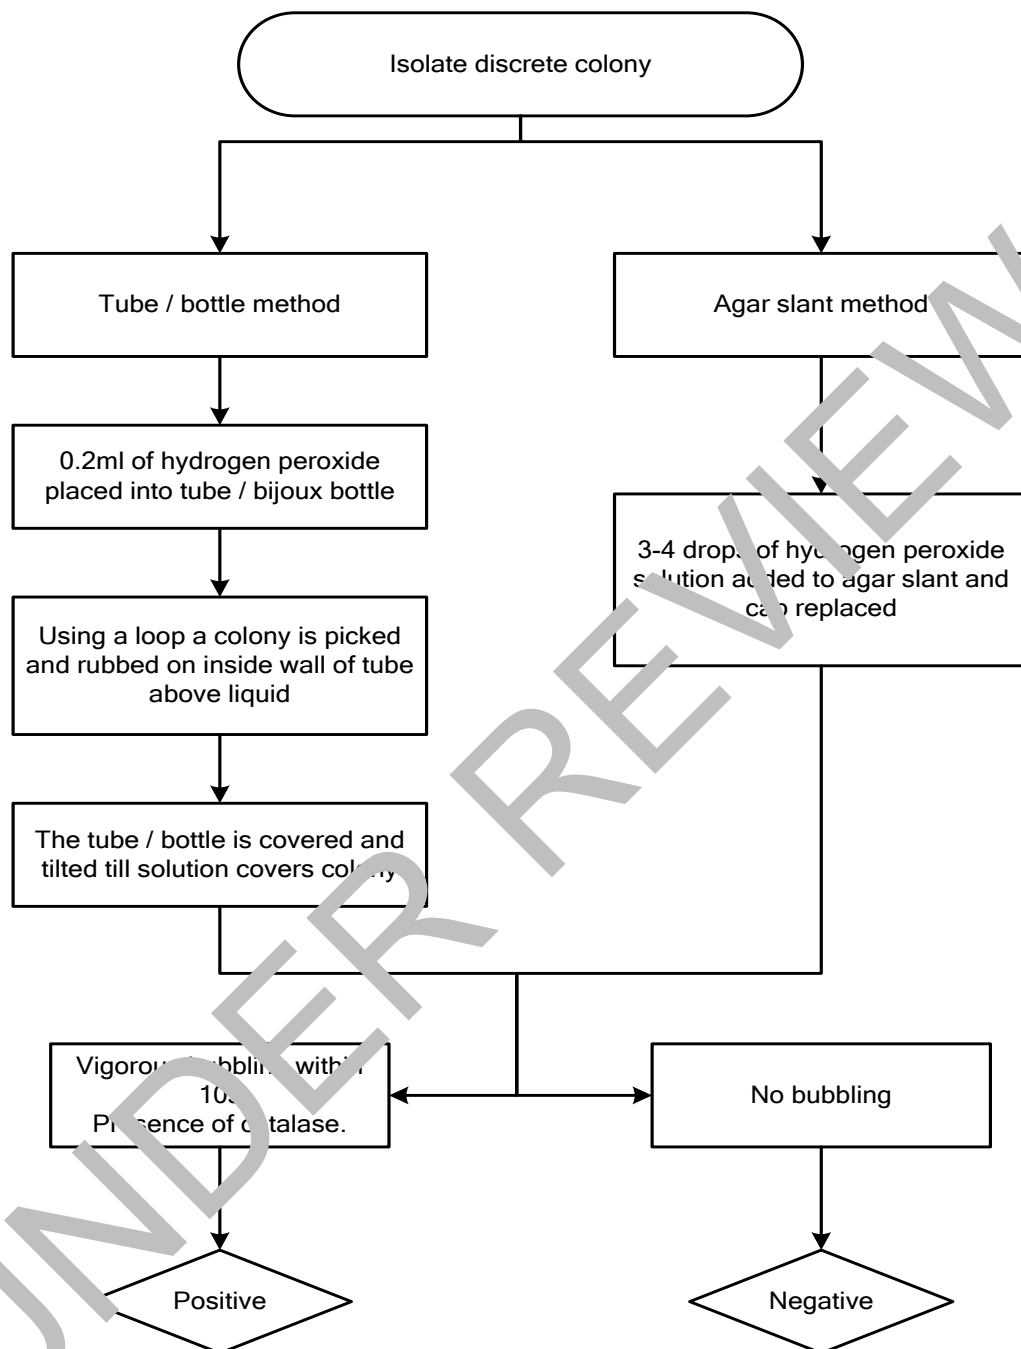 Isolate discrete colony
Tube / bottle method
Agar slant method
0.2ml of hydrogen peroxide
placed into tube / bijoux bottle
3-4 drops of hydrogen peroxide
solution added to agar slant and
cap replaced
Using a loop a colony is picked
and rubbed on inside wall of tube
above liquid
The tube / bottle is covered and
tilted till solution covers colony
Vigorous bubbling within
Presence of catalase.
No bubbling
Positive
Negative
UNDER REVIEW